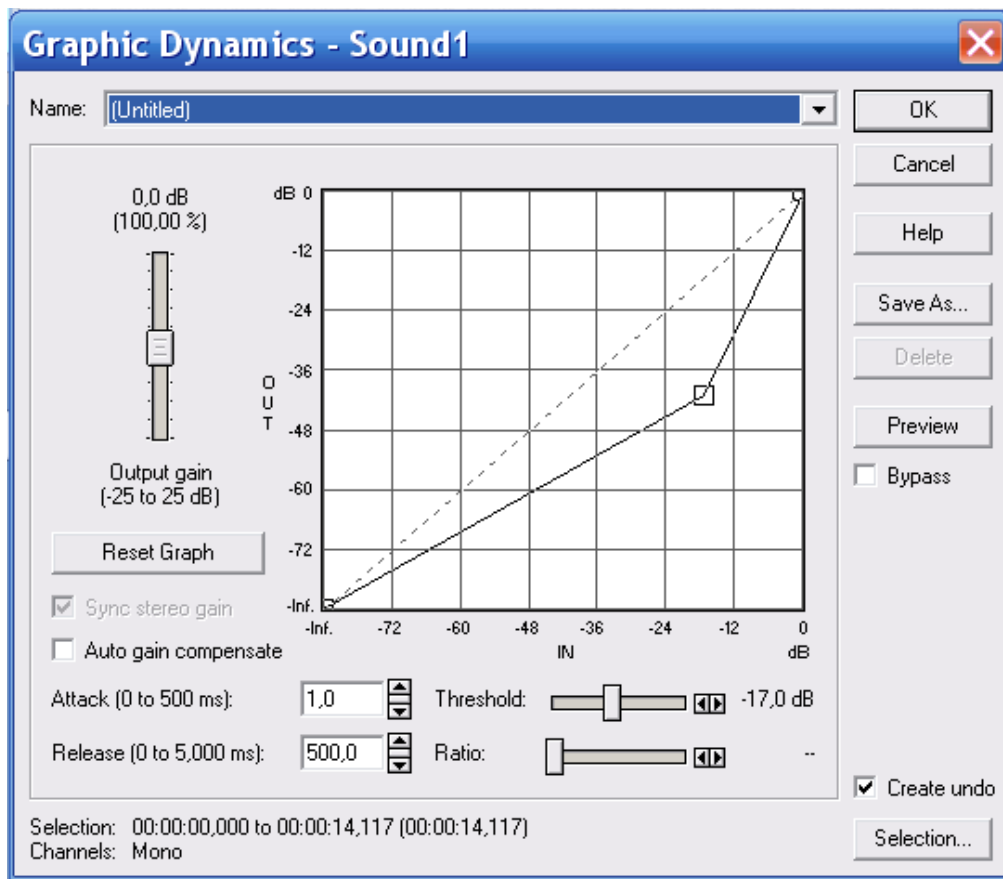 Graphic Dynamics - Sound1
Name: (Untitled)
OK
Cancel
Help
Save As...
Delete
Preview
Bypass
0,0 dB
(100,00 %)
Output gain
(-25 to 25 dB)
Reset Graph
Sync stereo gain
Auto gain compensate
dB 0
-12
-24
-36
-48
-60
-72
-Inf.
OUT
-Inf. -72 -60 -48 -36 -24 -12 0
IN dB
Attack (0 to 500 ms): 1,0 Threshold: -17,0 dB
Release (0 to 5,000 ms): 500,0 Ratio: --
Create undo
Selection: 00:00:00,000 to 00:00:14,117 (00:00:14,117)
Channels: Mono
Selection...